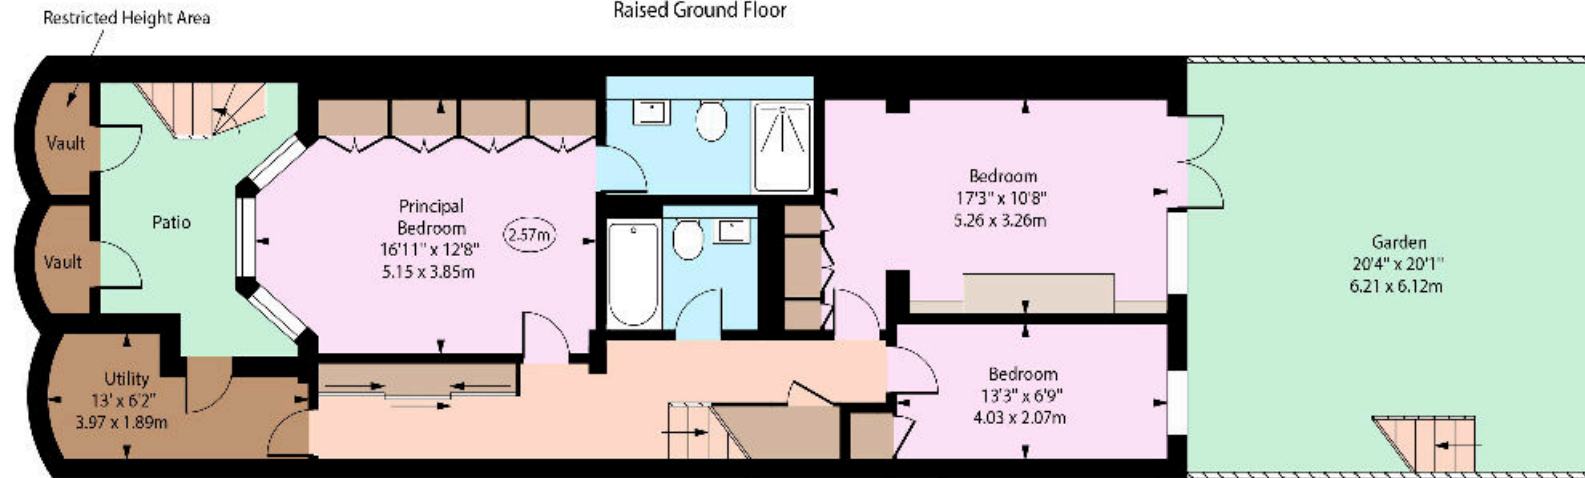 Raised Ground Floor
Restricted Height Area
Vault
Vault
Patio
Principal
Bedroom
16'11" x 12'8"
5.15 x 3.85m
2.57m
Bedroom
17'3" x 10'8"
5.26 x 3.26m
Garden
20'4" x 20'1"
6.21 x 6.12m
Utility
13' x 6'2"
3.97 x 1.89m
Bedroom
13'3" x 6'9"
4.03 x 2.07m